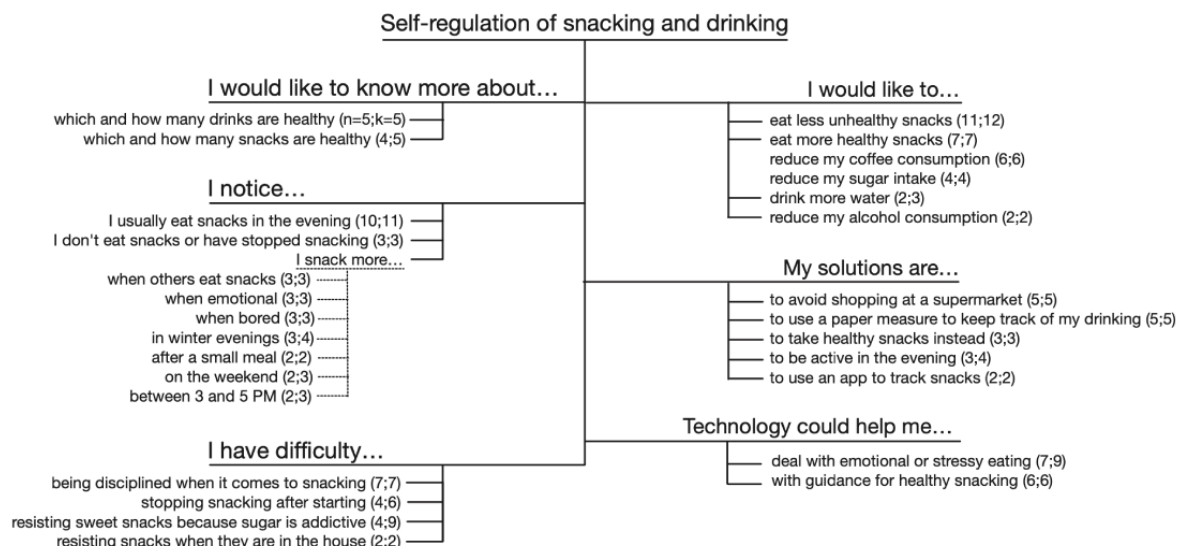 Self-regulation of snacking and drinking
I would like to know more about...
which and how many drinks are healthy (n=5;k=5)
which and how many snacks are healthy (4;5)
I notice...
I usually eat snacks in the evening (10;11)
I don't eat snacks or have stopped snacking (3;3)
I snack more...
when others eat snacks (3;3)
when emotional (3;3)
when bored (3;3)
in winter evenings (3;4)
after a small meal (2;2)
on the weekend (2;3)
between 3 and 5 PM (2;3)
I have difficulty...
being disciplined when it comes to snacking (7;7)
stopping snacking after starting (4;6)
resisting sweet snacks because sugar is addictive (4;9)
resisting snacks when they are in the house (2;2)
I would like to...
eat less unhealthy snacks (11;12)
eat more healthy snacks (7;7)
reduce my coffee consumption (6;6)
reduce my sugar intake (4;4)
drink more water (2;3)
reduce my alcohol consumption (2;2)
My solutions are...
to avoid shopping at a supermarket (5;5)
to use a paper measure to keep track of my drinking (5;5)
to take healthy snacks instead (3;3)
to be active in the evening (3;4)
to use an app to track snacks (2;2)
Technology could help me...
deal with emotional or stressy eating (7;9)
with guidance for healthy snacking (6;6)